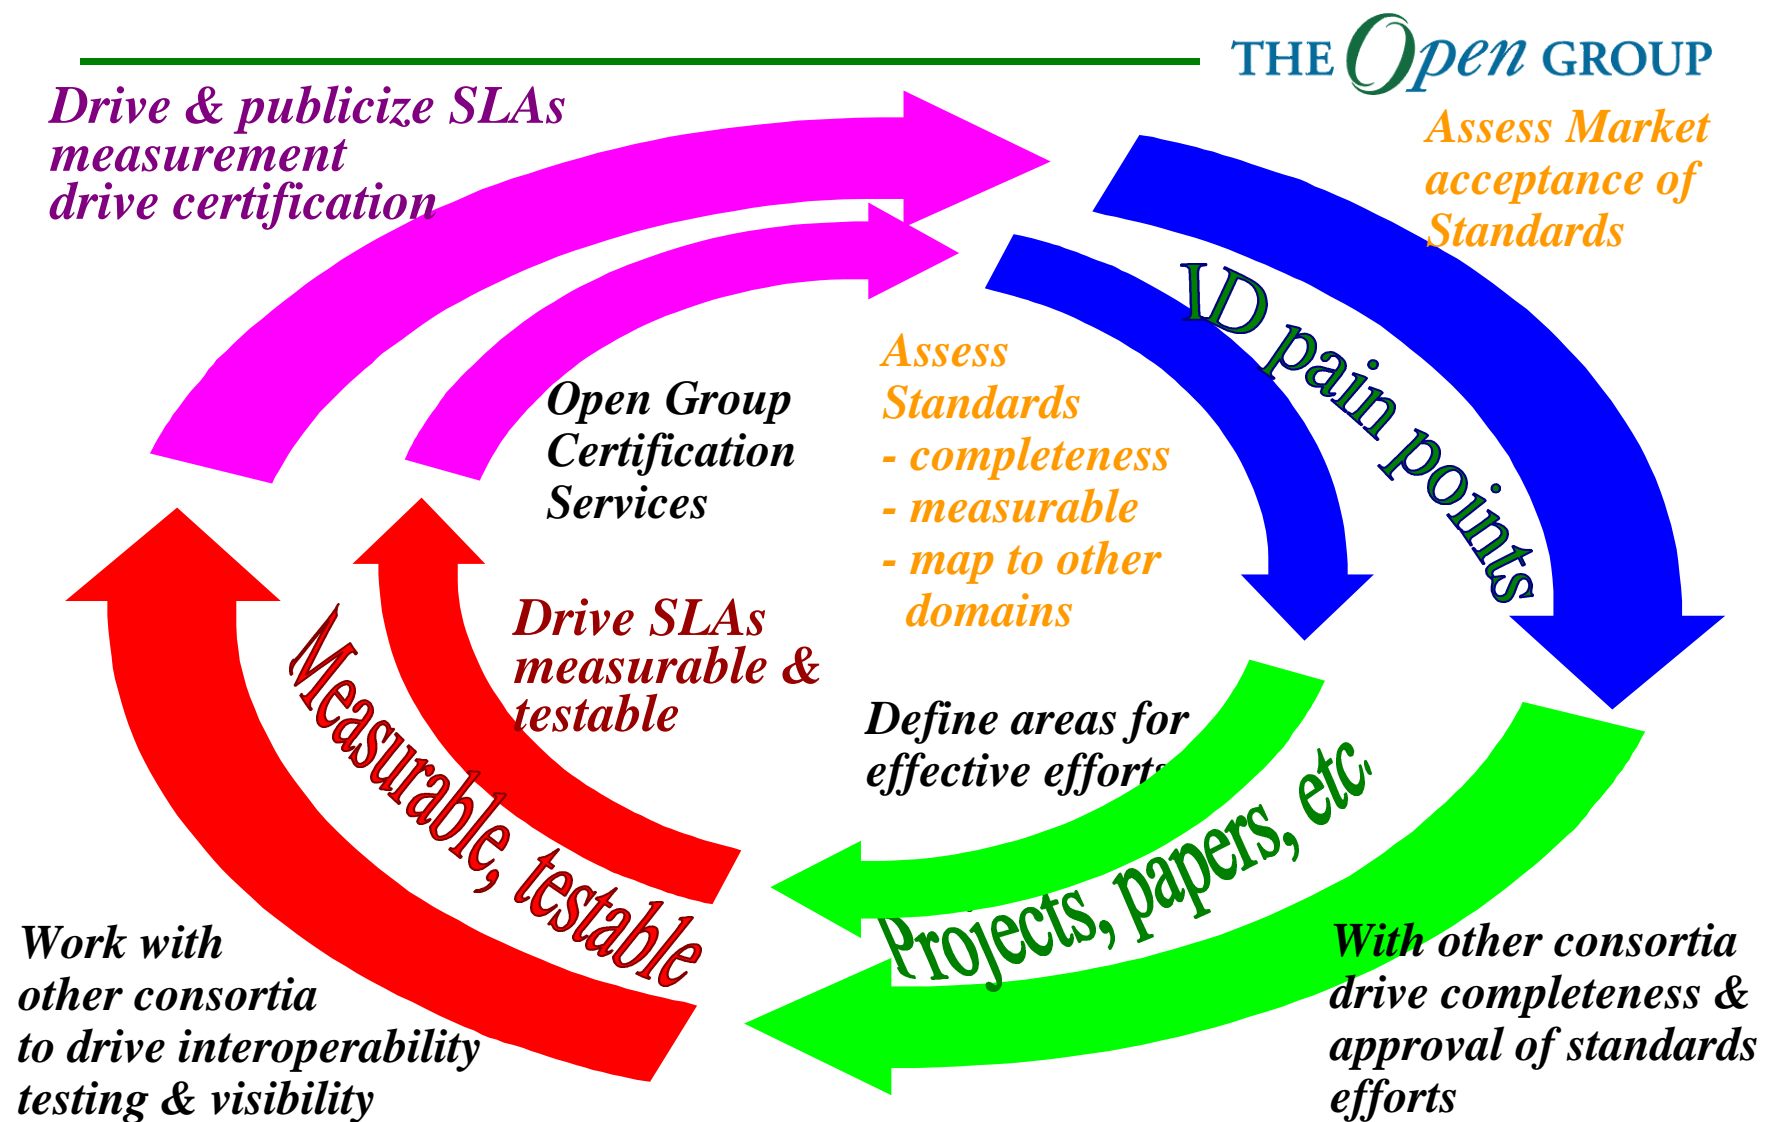 THE Open GROUP
Drive & publicize SLAs
measurement
drive certification
Assess Market
acceptance of
Standards
ID pain points
Open Group
Certification
Services
Assess
Standards
- completeness
- measurable
- map to other
domains
Drive SLAs
measurable &
testable
Measurable, testable
Define areas for
effective efforts
Projects, papers, etc.
Work with
other consortia
to drive interoperability
testing & visibility
With other consortia
drive completeness &
approval of standards
efforts